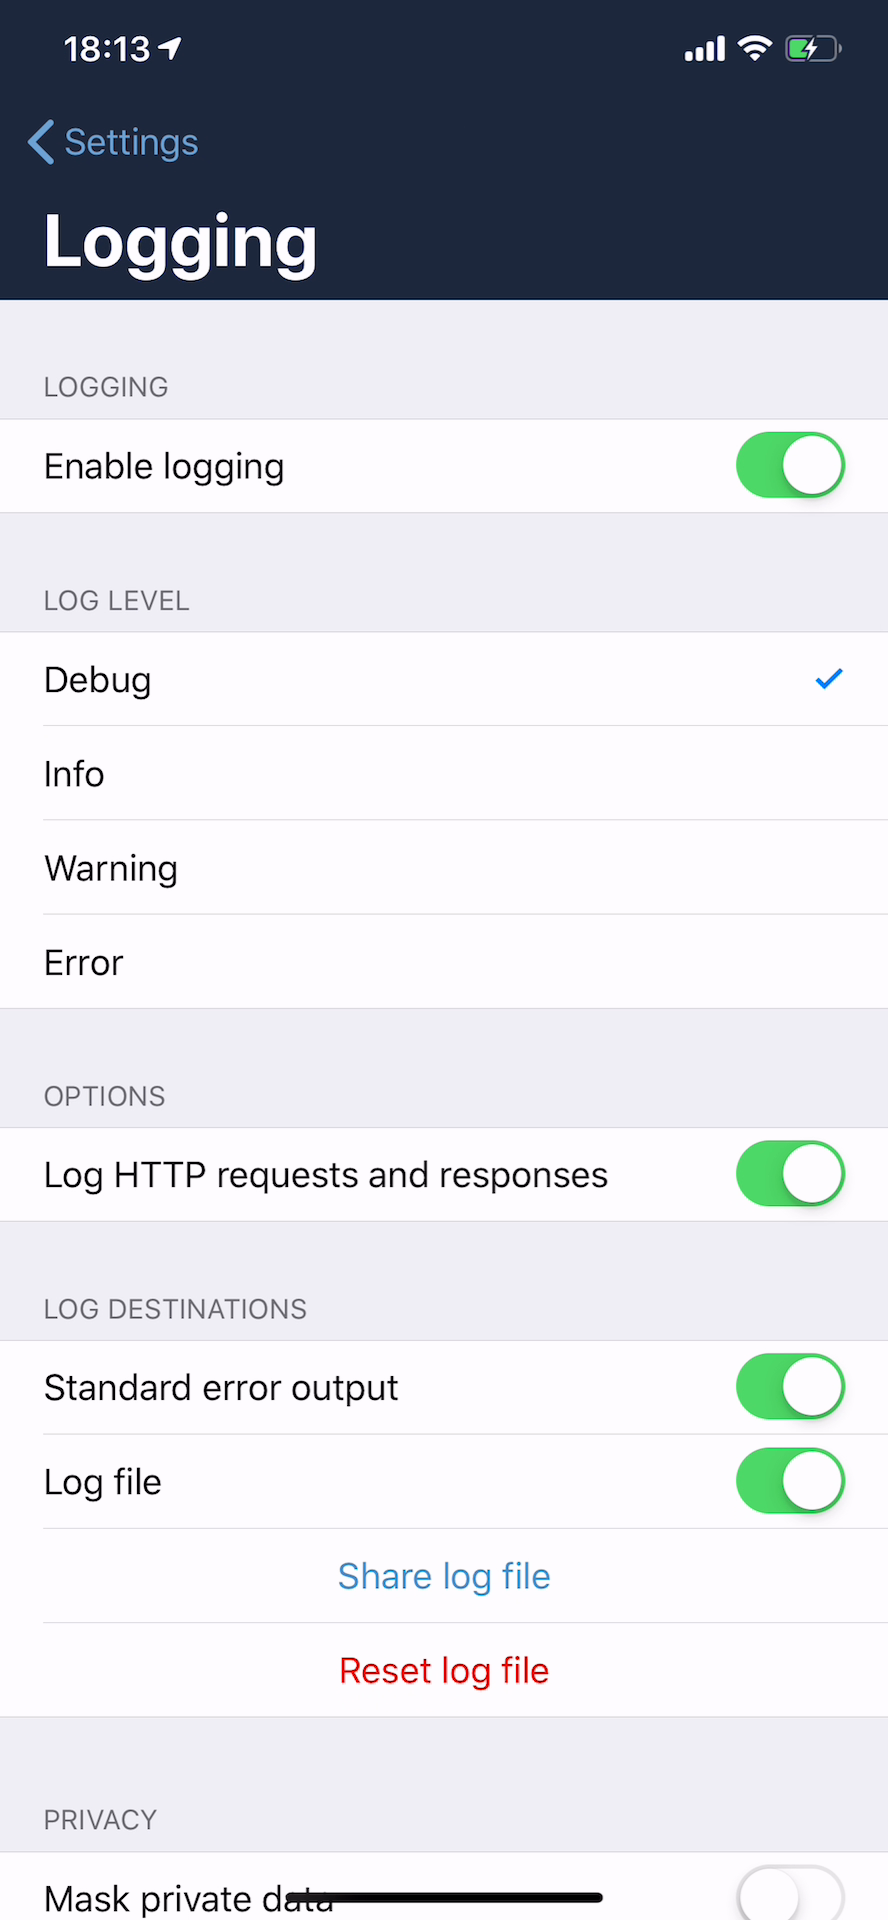 18:13
Settings
Logging
LOGGING
Enable logging
LOG LEVEL
Debug
Info
Warning
Error
OPTIONS
Log HTTP requests and responses
LOG DESTINATIONS
Standard error output
Log file
Share log file
Reset log file
PRIVACY
Mask private data